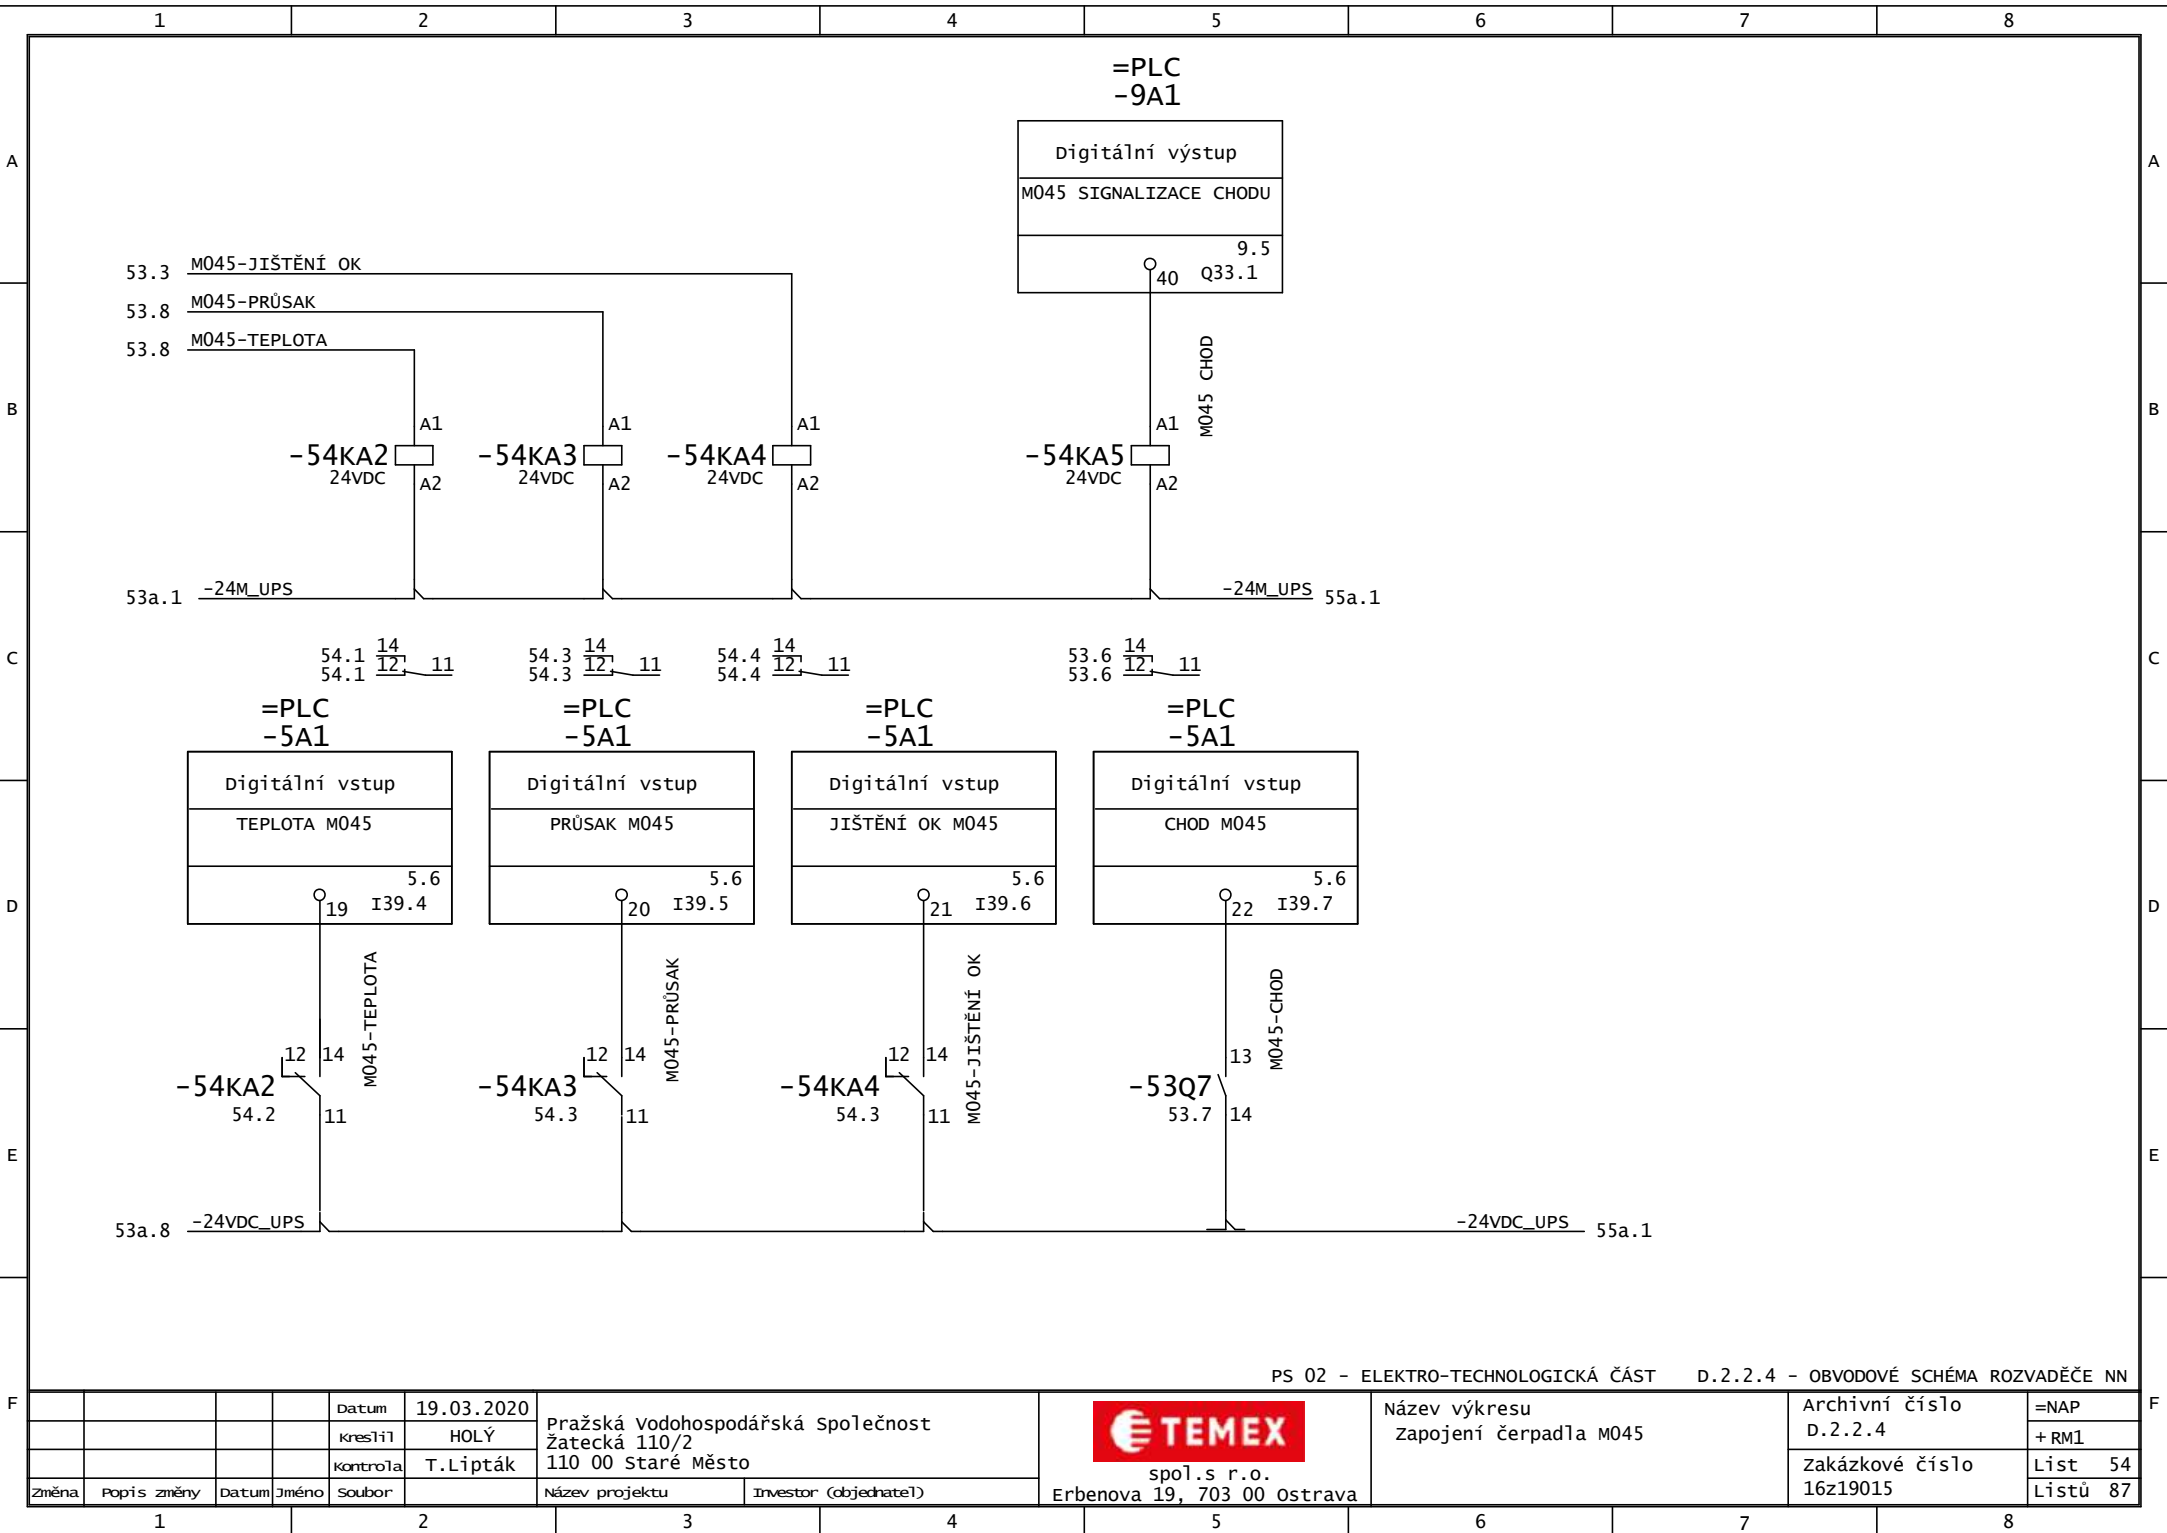 1 2 3 4 5 6 7 8
=PLC
-9A1
Digitální výstup
M045 SIGNALIZACE CHODU
9.5
40 Q33.1
A A
53.3 M045-JIŠTĚNÍ OK
53.8 M045-PRŮSAK
53.8 M045-TEPLOTA
M045 CHOD
B B
A1 A1 A1 A1
-54KA2 -54KA3 -54KA4 -54KA5
24VDC 24VDC 24VDC 24VDC
A2 A2 A2 A2
53a.1 -24M_UPS -24M_UPS 55a.1
C C
54.1 14
54.1 12 11
54.3 14
54.3 12 11
54.4 14
54.4 12 11
53.6 14
53.6 12 11
=PLC =PLC =PLC =PLC
-5A1 -5A1 -5A1 -5A1
Digitální vstup Digitální vstup Digitální vstup Digitální vstup
TEPLOTA M045 PRŮSAK M045 JIŠTĚNÍ OK M045 CHOD M045
5.6 5.6 5.6 5.6
19 I39.4 20 I39.5 21 I39.6 22 I39.7
D D
M045-TEPLOTA
M045-PRŮSAK
M045-JIŠTĚNÍ OK
M045-CHOD
12 14 12 14 12 14 13
-54KA2 -54KA3 -54KA4 -53Q7
54.2 11 54.3 11 54.3 11 53.7 14
E E
53a.8 -24VDC_UPS -24VDC_UPS 55a.1
PS 02 - ELEKTRO-TECHNOLOGICKÁ ČÁST D.2.2.4 - OBVODOVÉ SCHÉMA ROZVADĚČE NN
F F
Datum 19.03.2020
Kreslil HOLÝ
Kontrola T.Lipták
Změna Popis změny Datum Jméno Soubor
Pražská Vodohospodářská Společnost
Žatecká 110/2
110 00 Staré Město
Název projektu Investor (objednatel)
TEMEX
spol.s r.o.
Erbenova 19, 703 00 Ostrava
Název výkresu
Zapojení čerpadla M045
Archivní číslo
D.2.2.4
Zakázkové číslo
16z19015
=NAP
+ RM1
List 54
Listů 87
1 2 3 4 5 6 7 8